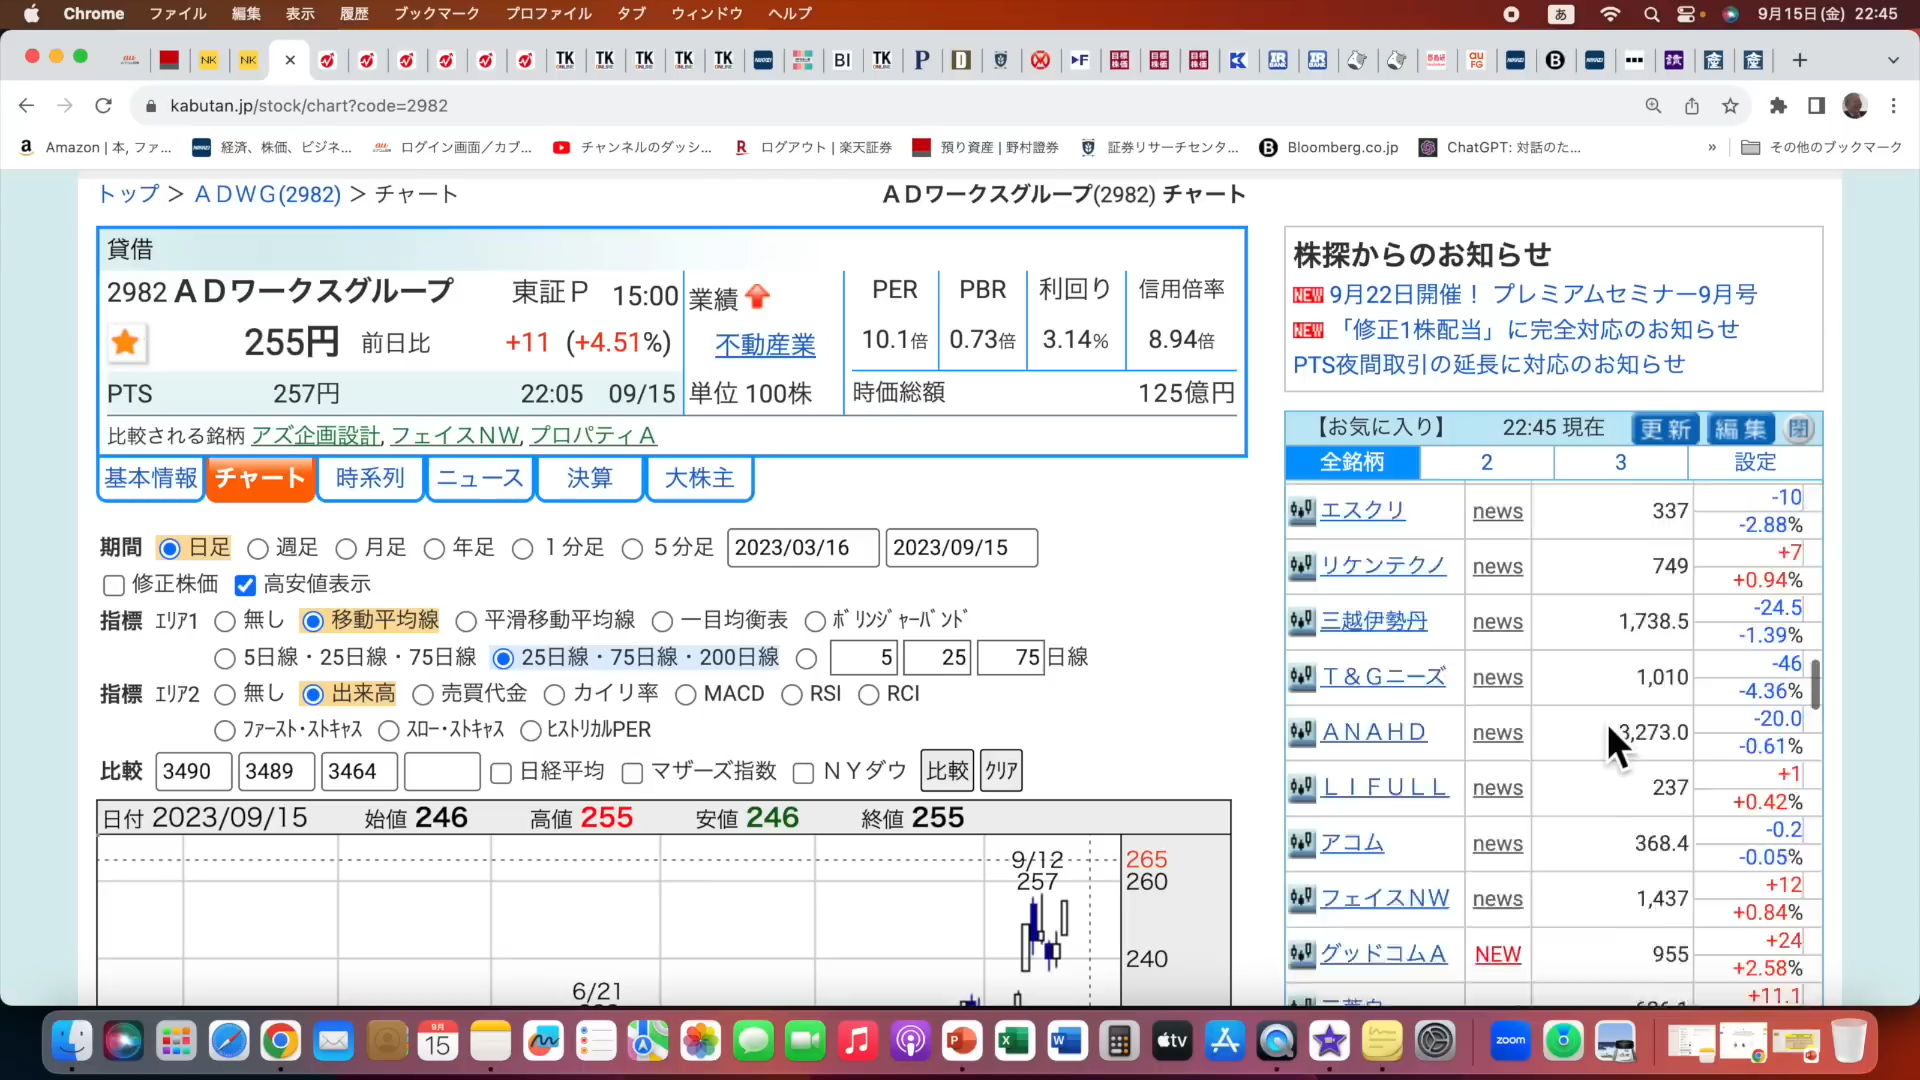 Chrome ファイル 編集 表示 履歴 ブックマーク プロファイル タブ ウィンドウ ヘルプ
あ 9月15日(金) 22:45
kabutan.jp/stock/chart?code=2982
Amazon | 本, ファ... 経済、株価、ビジネ... ログイン画面／カブ... チャンネルのダッシ... ログアウト | 楽天証券 預り資産 | 野村證券 証券リサーチセンタ... Bloomberg.co.jp ChatGPT: 対話のた... » その他のブックマーク
トップ ＞ ＡＤＷＧ(2982) ＞ チャート
ＡＤワークスグループ(2982) チャート
貸借
2982 ＡＤワークスグループ 東証Ｐ 15:00 業績
255円 前日比 +11 (+4.51%) 不動産業
PTS 257円 22:05 09/15 単位 100株
PER PBR 利回り 信用倍率
10.1倍 0.73倍 3.14% 8.94倍
時価総額 125億円
比較される銘柄 アズ企画設計, フェイスＮＷ, プロパティＡ
基本情報 チャート 時系列 ニュース 決算 大株主
期間 日足 週足 月足 年足 １分足 ５分足 2023/03/16 2023/09/15
修正株価 高安値表示
指標 ｴﾘｱ1 無し 移動平均線 平滑移動平均線 一目均衡表 ﾎﾞﾘﾝｼﾞｬｰﾊﾞﾝﾄﾞ
5日線・25日線・75日線 25日線・75日線・200日線 5 25 75 日線
指標 ｴﾘｱ2 無し 出来高 売買代金 カイリ率 MACD RSI RCI
ﾌｧｰｽﾄ･ｽﾄｷｬｽ ｽﾛｰ･ｽﾄｷｬｽ ﾋｽﾄﾘｶﾙPER
比較 3490 3489 3464 日経平均 マザーズ指数 ＮＹダウ 比較 ｸﾘｱ
日付 2023/09/15 始値 246 高値 255 安値 246 終値 255
9/12 265
257 260
240
6/21
株探からのお知らせ
NEW 9月22日開催！ プレミアムセミナー9月号
NEW 「修正1株配当」に完全対応のお知らせ
PTS夜間取引の延長に対応のお知らせ
【お気に入り】 22:45 現在 更新 編集 閉
全銘柄 2 3 設定
エスクリ news 337 -10 -2.88%
リケンテクノ news 749 +7 +0.94%
三越伊勢丹 news 1,738.5 -24.5 -1.39%
Ｔ＆Ｇニーズ news 1,010 -46 -4.36%
ＡＮＡＨＤ news 3,273.0 -20.0 -0.61%
ＬＩＦＵＬＬ news 237 +1 +0.42%
アコム news 368.4 -0.2 -0.05%
フェイスＮＷ news 1,437 +12 +0.84%
グッドコムＡ NEW 955 +24 +2.58%
+11.1
9月
15
tv
zoom